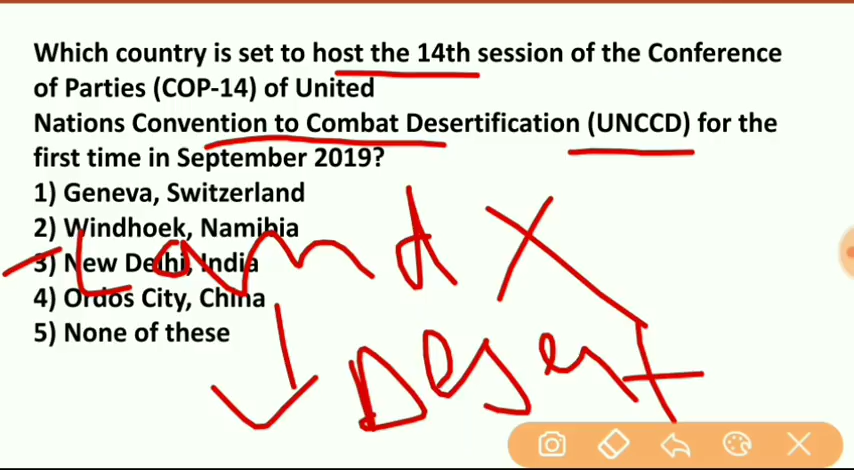 Which country is set to host the 14th session of the Conference
of Parties (COP-14) of United
Nations Convention to Combat Desertification (UNCCD) for the
first time in September 2019?
1) Geneva, Switzerland
2) Windhoek, Namibia
3) New Delhi, India
4) Ordos City, China
5) None of these
Land
Desert